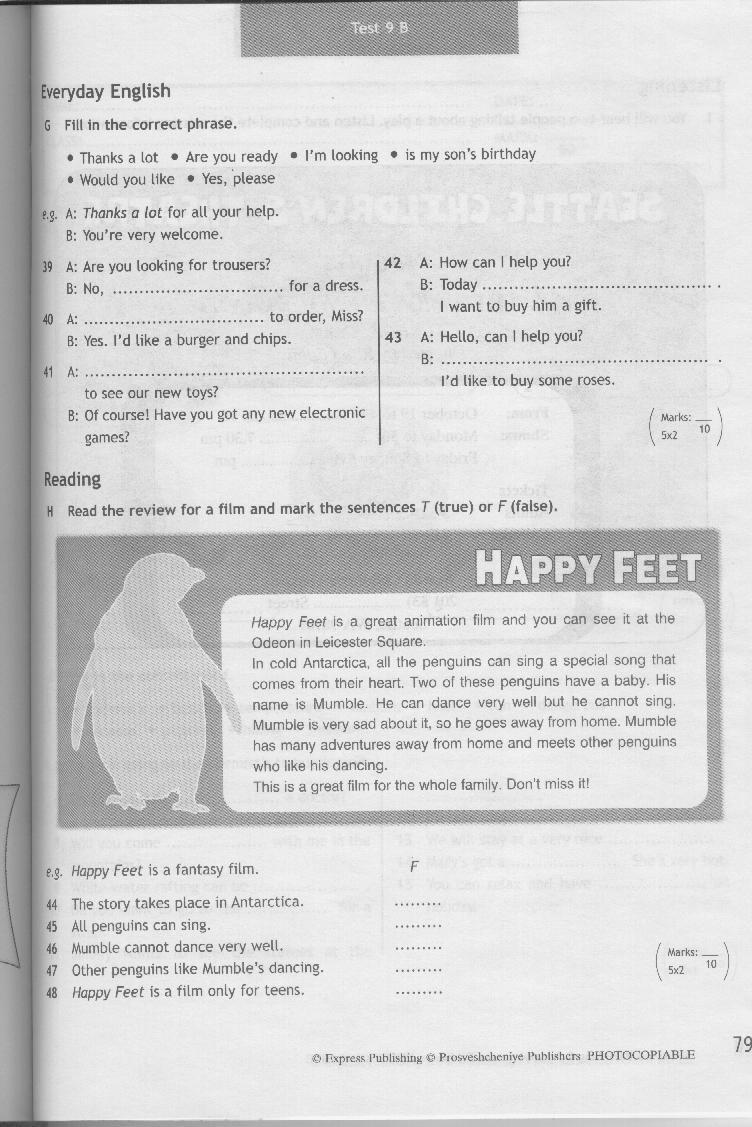 Test 9 B
Everyday English
G Fill in the correct phrase.
• Thanks a lot • Are you ready • I'm looking • is my son's birthday
• Would you like • Yes, please
e.g. A: Thanks a lot for all your help.
B: You're very welcome.
39 A: Are you looking for trousers?
B: No, ................................ for a dress.
40 A: .................................. to order, Miss?
B: Yes. I'd like a burger and chips.
41 A: .....................................................
to see our new toys?
B: Of course! Have you got any new electronic
games?
42 A: How can I help you?
B: Today ........................................... .
I want to buy him a gift.
43 A: Hello, can I help you?
B: .................................................. .
I'd like to buy some roses.
(Marks: __
5x2 10)
Reading
H Read the review for a film and mark the sentences T (true) or F (false).
HAPPY FEET
Happy Feet is a great animation film and you can see it at the
Odeon in Leicester Square.
In cold Antarctica, all the penguins can sing a special song that
comes from their heart. Two of these penguins have a baby. His
name is Mumble. He can dance very well but he cannot sing.
Mumble is very sad about it, so he goes away from home. Mumble
has many adventures away from home and meets other penguins
who like his dancing.
This is a great film for the whole family. Don't miss it!
e.g. Happy Feet is a fantasy film. F
44 The story takes place in Antarctica. .........
45 All penguins can sing. .........
46 Mumble cannot dance very well. .........
47 Other penguins like Mumble's dancing. .........
48 Happy Feet is a film only for teens. .........
(Marks: __
5x2 10)
79
© Express Publishing © Prosveshcheniye Publishers PHOTOCOPIABLE